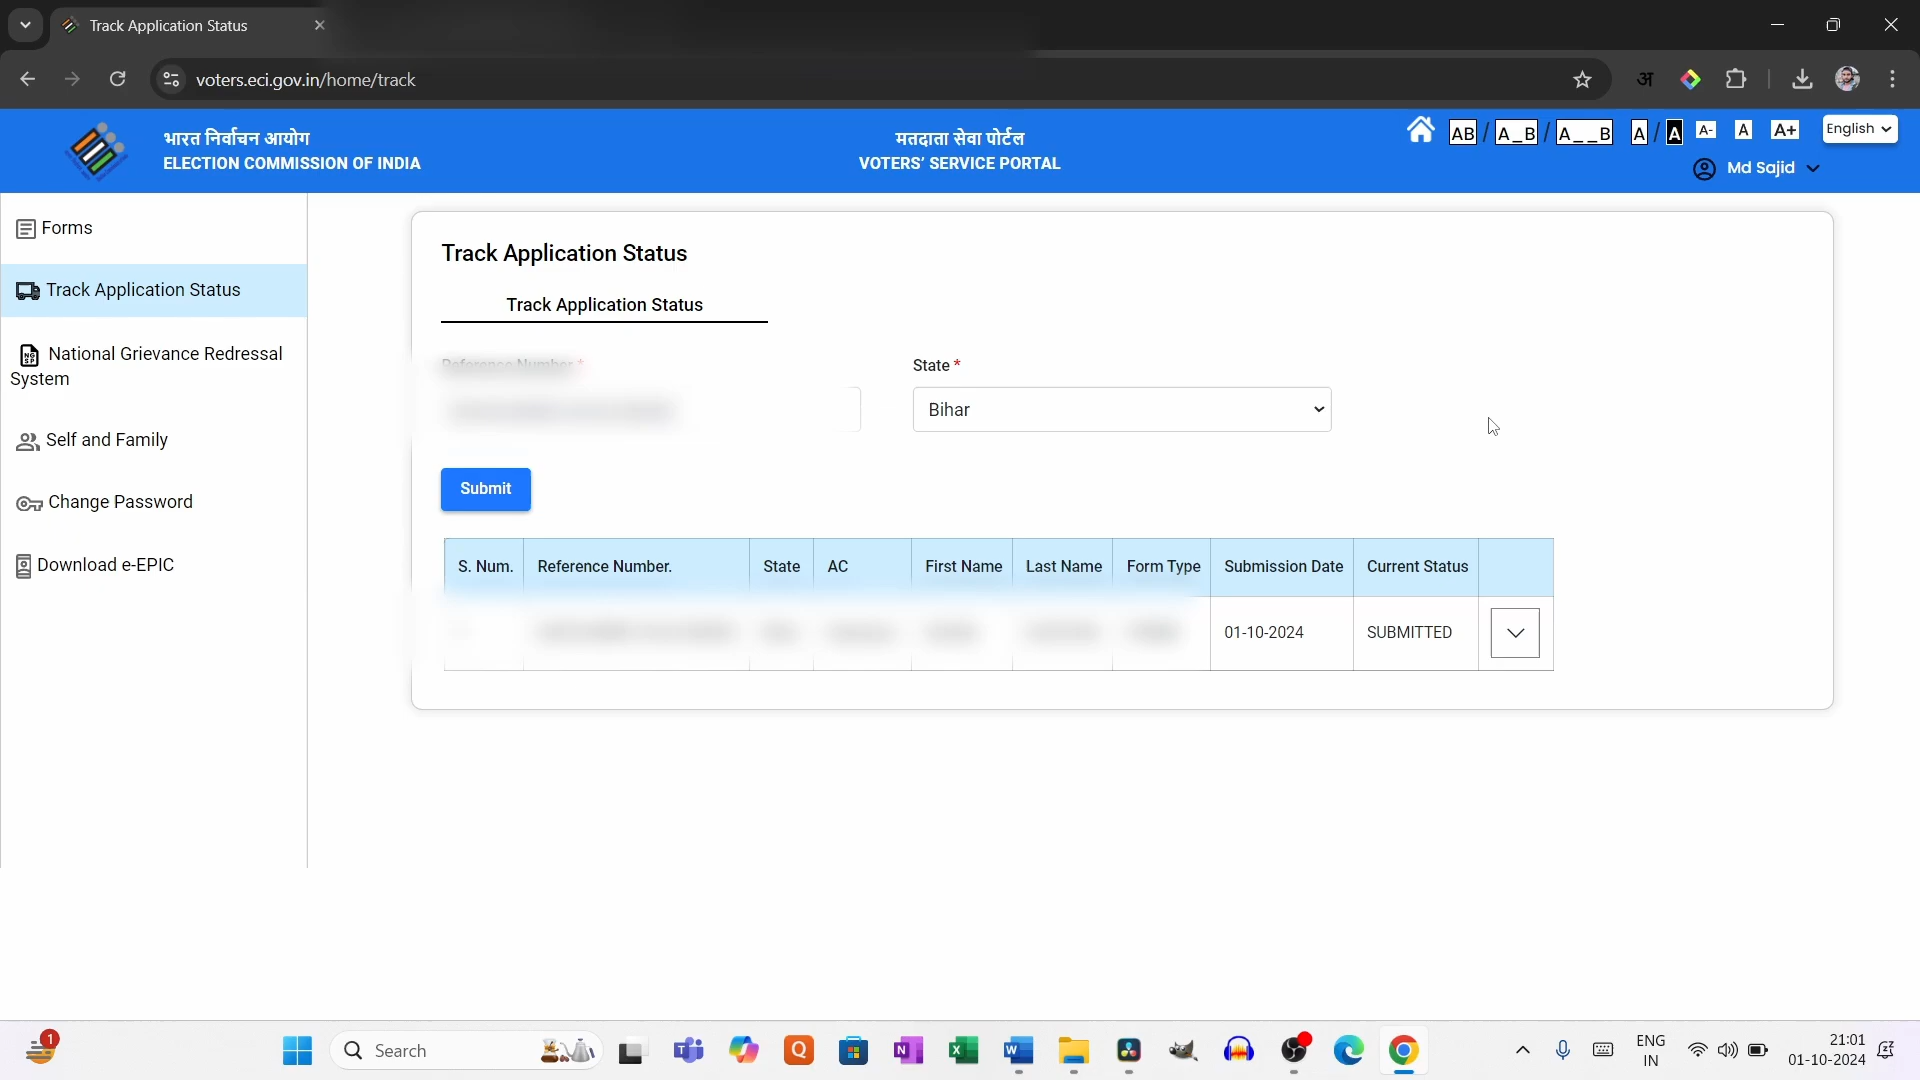 Track Application Status
voters.eci.gov.in/home/track
अ
भारत निर्वाचन आयोग
ELECTION COMMISSION OF INDIA
मतदाता सेवा पोर्टल
VOTERS' SERVICE PORTAL
AB / A_B / A__B A / A A- A A+ English
Md Sajid
Forms
Track Application Status
National Grievance Redressal
System
Self and Family
Change Password
Download e-EPIC
Track Application Status
Track Application Status
Reference Number *
State *
Bihar
Submit
S. Num. Reference Number. State AC First Name Last Name Form Type Submission Date Current Status
01-10-2024 SUBMITTED
1
Search
ENG
IN
21:01
01-10-2024